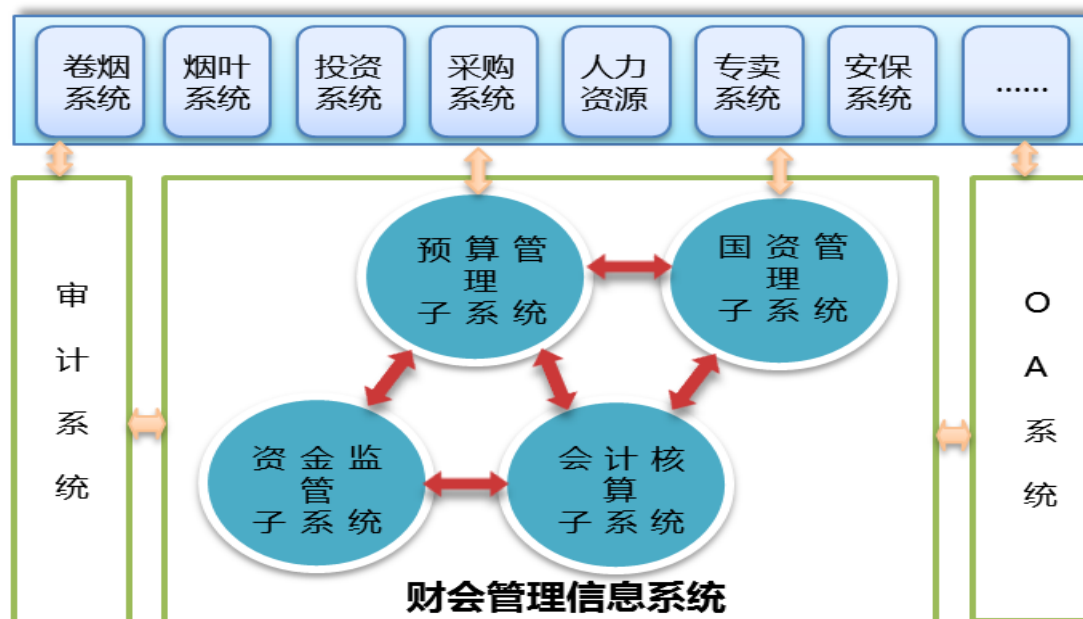 卷烟
系统
烟叶
系统
投资
系统
采购
系统
人力
资源
专卖
系统
安保
系统
......
审
计
系
统
预算管
理
子系统
国资管
理
子系统
资金监
管
子系统
会计核
算
子系统
财会管理信息系统
O
A
系
统